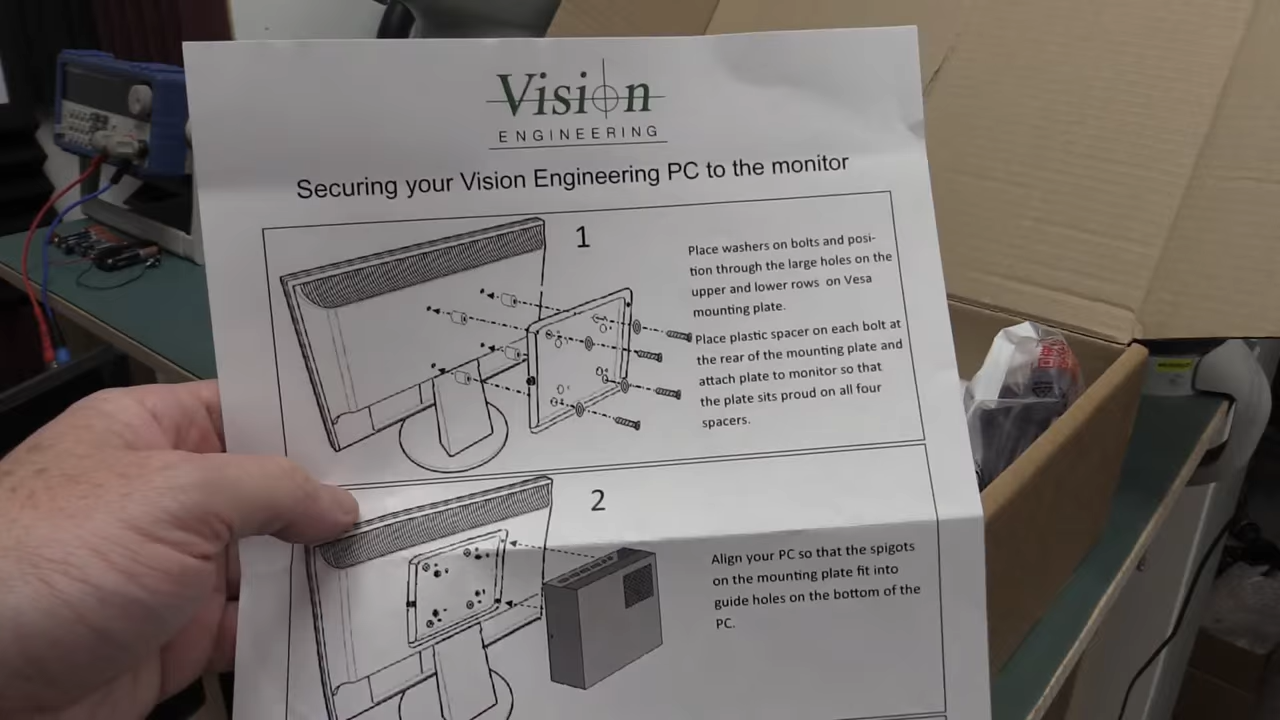 Vision
ENGINEERING
Securing your Vision Engineering PC to the monitor
1
Place washers on bolts and posi-
tion through the large holes on the
upper and lower rows on Vesa
mounting plate.
Place plastic spacer on each bolt at
the rear of the mounting plate and
attach plate to monitor so that
the plate sits proud on all four
spacers.
2
Align your PC so that the spigots
on the mounting plate fit into
guide holes on the bottom of the
PC.